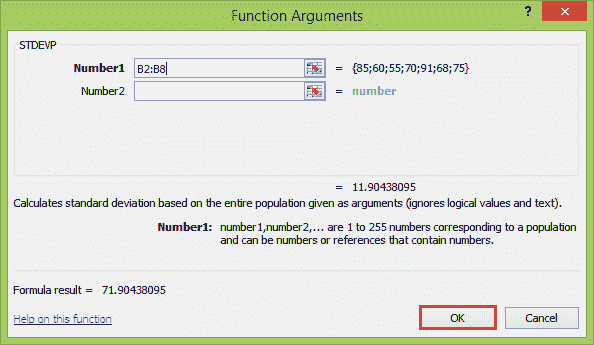 Function Arguments
? ×
STDEVP
Number1 B2:B8 = {85;60;55;70;91;68;75}
Number2 = number
= 11.90438095
Calculates standard deviation based on the entire population given as arguments (ignores logical values and text).
Number1: number1,number2,... are 1 to 255 numbers corresponding to a population
and can be numbers or references that contain numbers.
Formula result = 71.90438095
Help on this function
OK Cancel